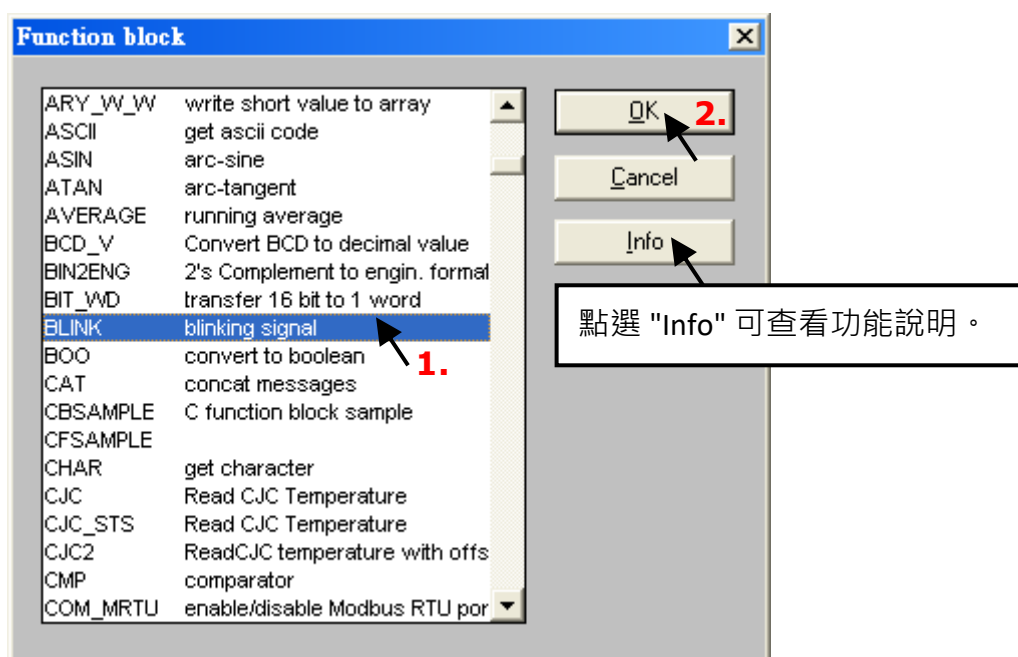 Function block
ARY_W_W write short value to array
ASCII get ascii code
ASIN arc-sine
ATAN arc-tangent
AVERAGE running average
BCD_V Convert BCD to decimal value
BIN2ENG 2's Complement to engin. format
BIT_WD transfer 16 bit to 1 word
BLINK blinking signal
BOO convert to boolean
CAT concat messages
CBSAMPLE C function block sample
CFSAMPLE
CHAR get character
CJC Read CJC Temperature
CJC_STS Read CJC Temperature
CJC2 ReadCJC temperature with offs
CMP comparator
COM_MRTU enable/disable Modbus RTU por
1.
OK
2.
Cancel
Info
點選 "Info" 可查看功能說明。